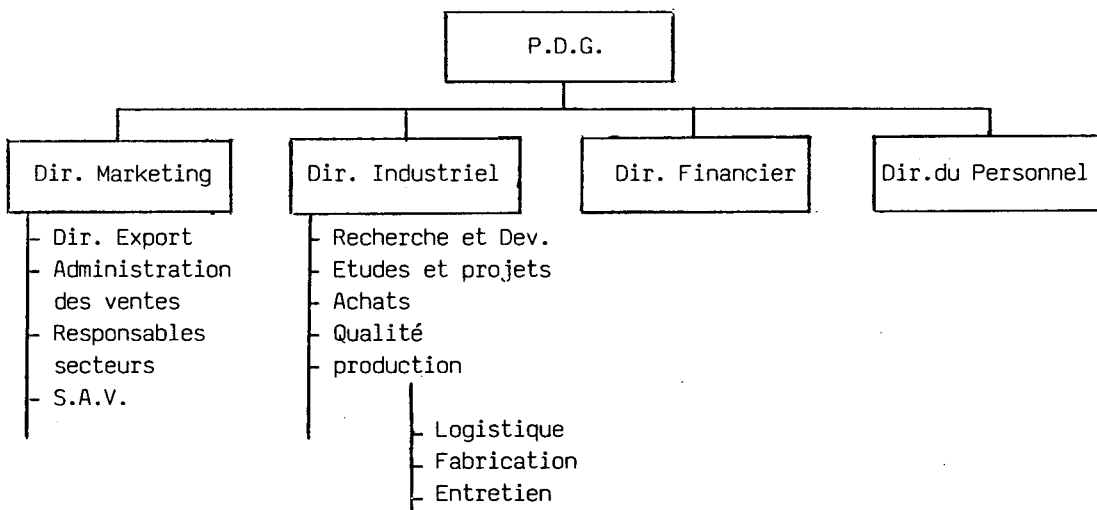 P.D.G.
Dir. Marketing
Dir. Industriel
Dir. Financier
Dir.du Personnel
- Dir. Export
- Administration
des ventes
- Responsables
secteurs
- S.A.V.
- Recherche et Dev.
- Etudes et projets
- Achats
- Qualité
- production
- Logistique
- Fabrication
- Entretien